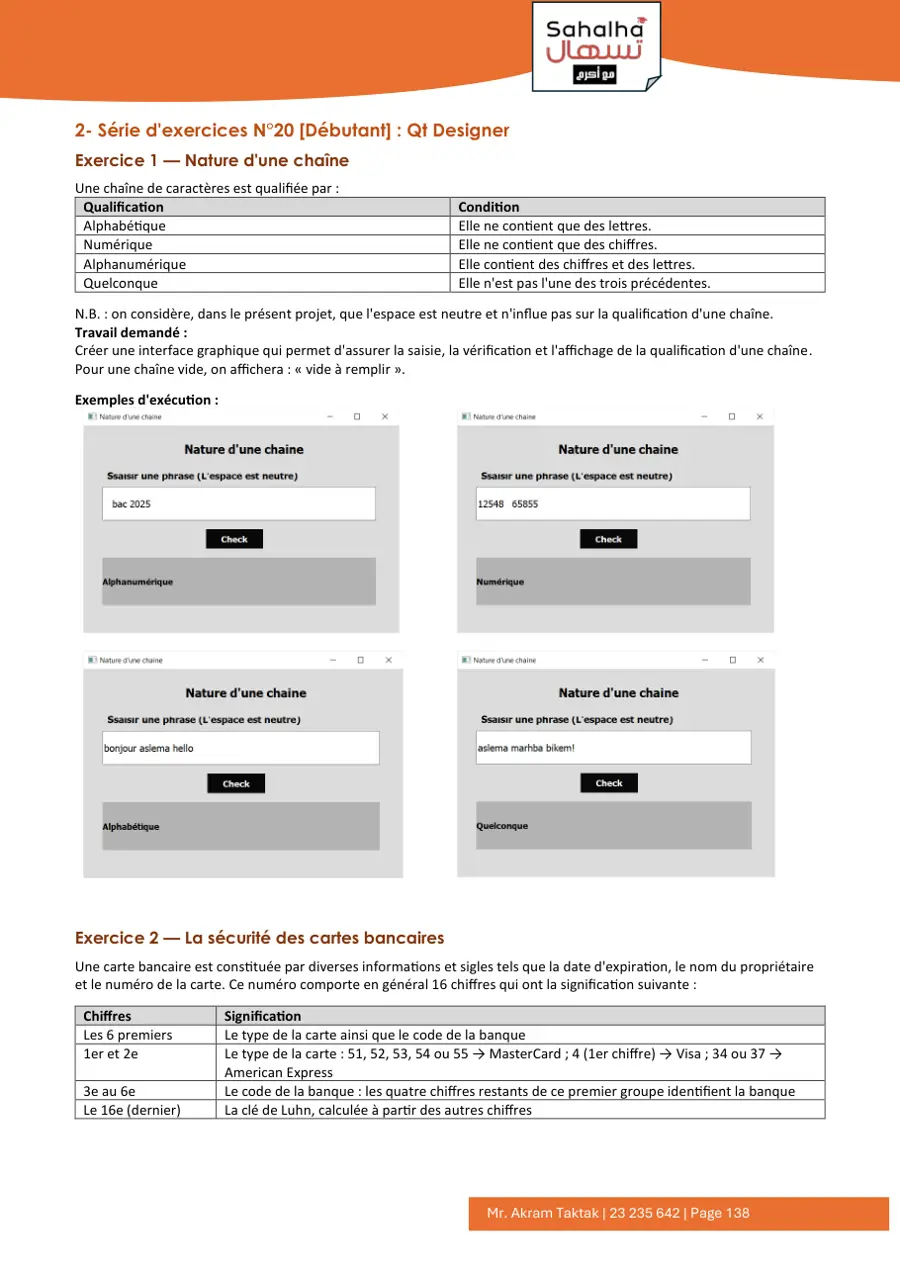 Sahalha
تسهال
مع أكرم
2- Série d'exercices N°20 [Débutant] : Qt Designer
Exercice 1 — Nature d'une chaîne
Une chaîne de caractères est qualifiée par :
Qualification Condition
Alphabétique Elle ne contient que des lettres.
Numérique Elle ne contient que des chiffres.
Alphanumérique Elle contient des chiffres et des lettres.
Quelconque Elle n'est pas l'une des trois précédentes.
N.B. : on considère, dans le présent projet, que l'espace est neutre et n'influe pas sur la qualification d'une chaîne.
Travail demandé :
Créer une interface graphique qui permet d'assurer la saisie, la vérification et l'affichage de la qualification d'une chaîne.
Pour une chaîne vide, on affichera : « vide à remplir ».
Exemples d'exécution :
Nature d'une chaine
Nature d'une chaine
Ssaisir une phrase (L'espace est neutre)
bac 2025
Check
Alphanumérique
Nature d'une chaine
Nature d'une chaine
Ssaisir une phrase (L'espace est neutre)
12548 65855
Check
Numérique
Nature d'une chaine
Nature d'une chaine
Ssaisir une phrase (L'espace est neutre)
bonjour aslema hello
Check
Alphabétique
Nature d'une chaine
Nature d'une chaine
Ssaisir une phrase (L'espace est neutre)
aslema marhba bikem!
Check
Quelconque
Exercice 2 — La sécurité des cartes bancaires
Une carte bancaire est constituée par diverses informations et sigles tels que la date d'expiration, le nom du propriétaire
et le numéro de la carte. Ce numéro comporte en général 16 chiffres qui ont la signification suivante :
Chiffres Signification
Les 6 premiers Le type de la carte ainsi que le code de la banque
1er et 2e Le type de la carte : 51, 52, 53, 54 ou 55 → MasterCard ; 4 (1er chiffre) → Visa ; 34 ou 37 →
American Express
3e au 6e Le code de la banque : les quatre chiffres restants de ce premier groupe identifient la banque
Le 16e (dernier) La clé de Luhn, calculée à partir des autres chiffres
Mr. Akram Taktak | 23 235 642 | Page 138